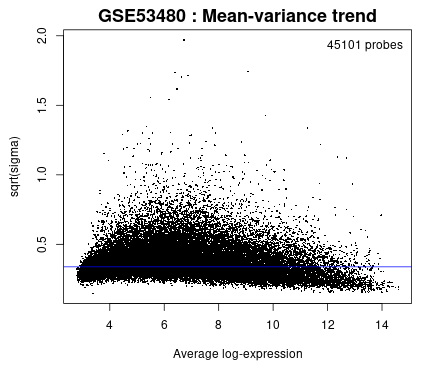 GSE53480 : Mean-variance trend
45101 probes
sqrt(sigma)
2.0
1.5
1.0
0.5
4 6 8 10 12 14
Average log-expression